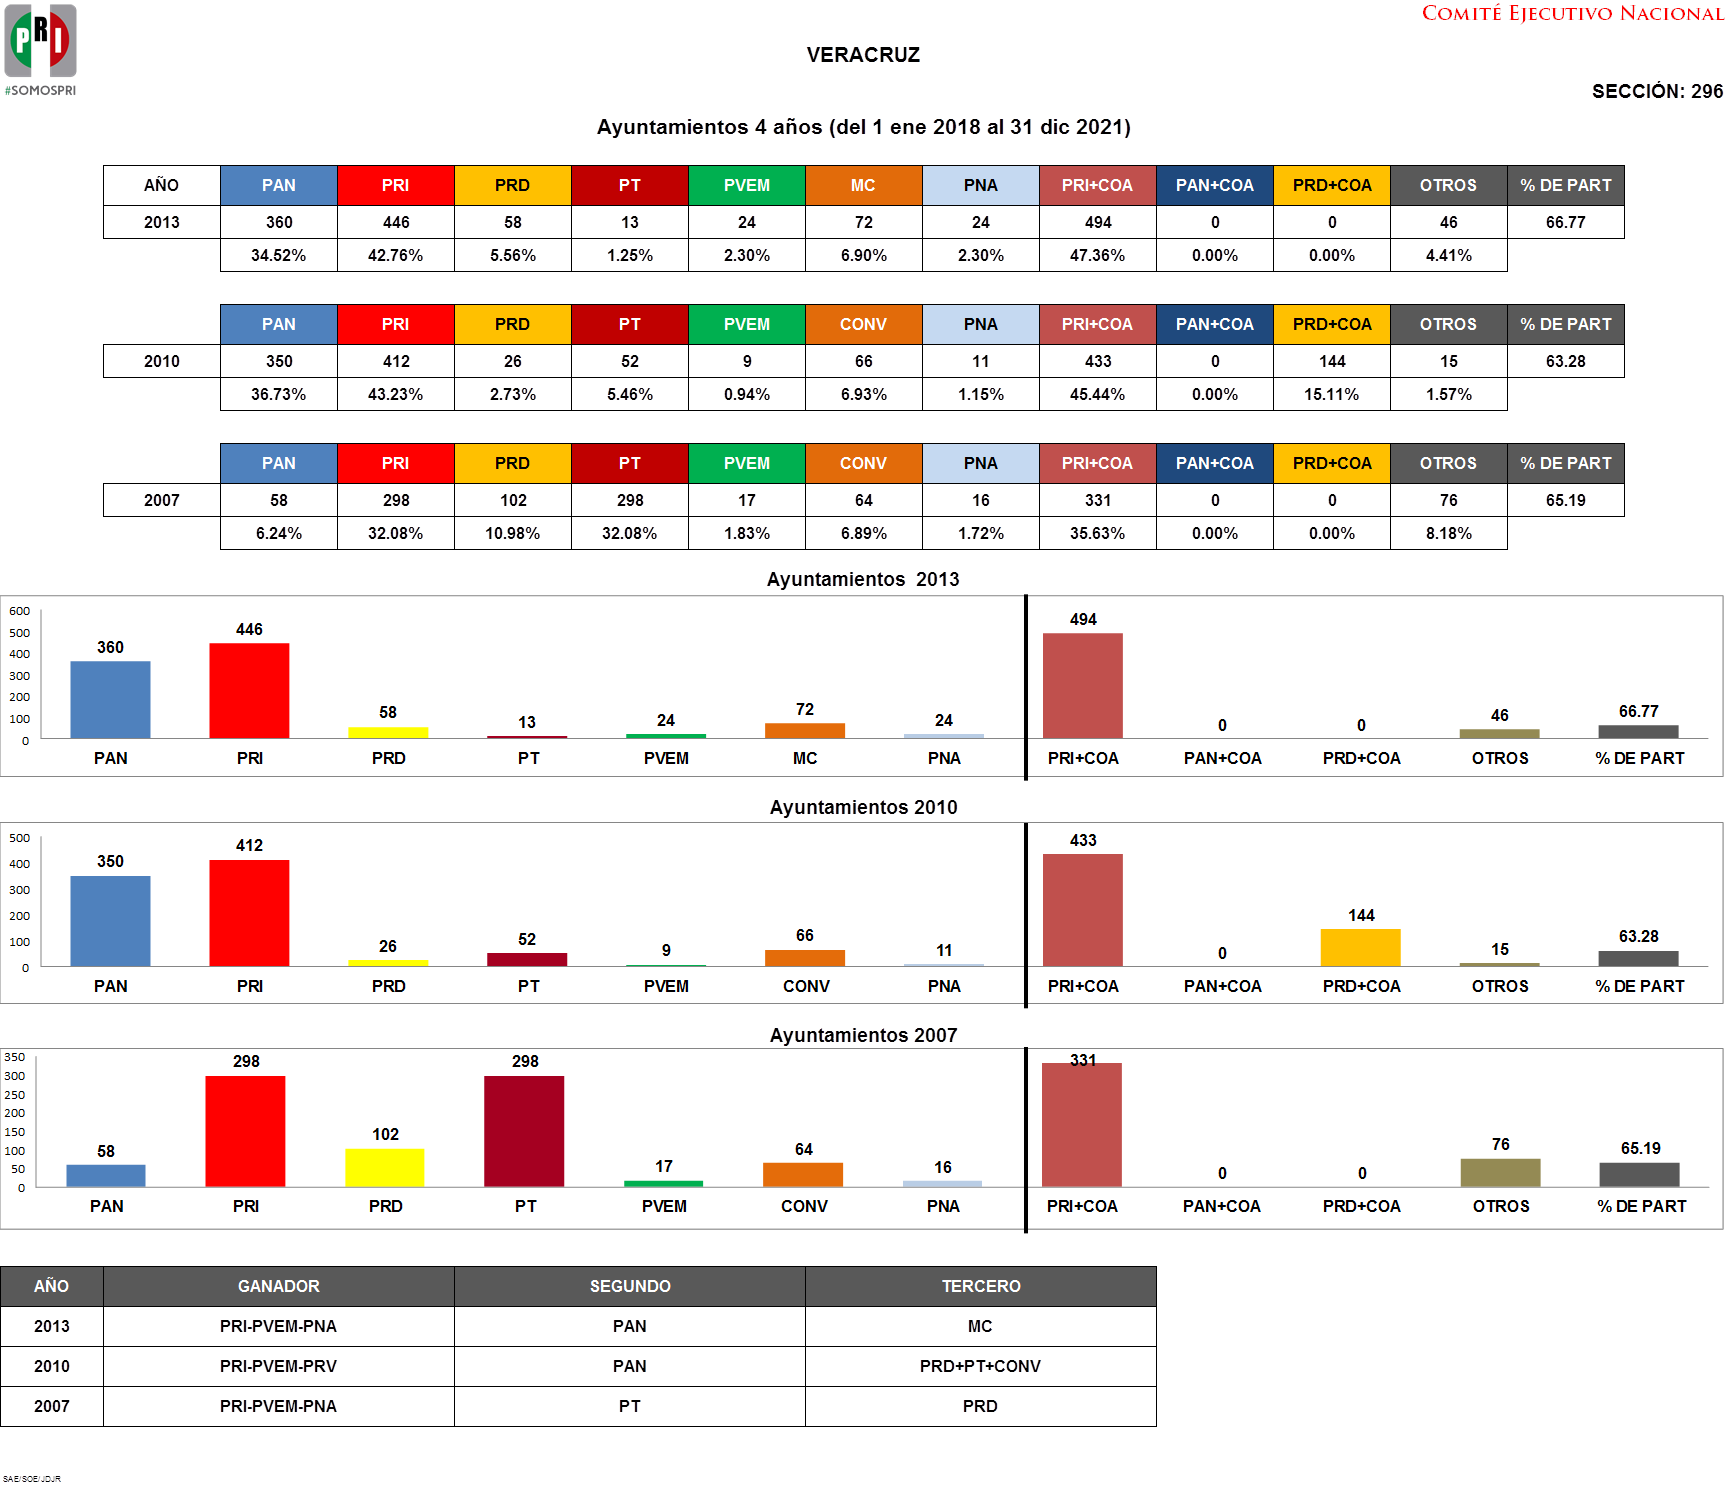 PRI
#SOMOSPRI
COMITÉ EJECUTIVO NACIONAL
VERACRUZ
SECCIÓN: 296
Ayuntamientos 4 años (del 1 ene 2018 al 31 dic 2021)
AÑO PAN PRI PRD PT PVEM MC PNA PRI+COA PAN+COA PRD+COA OTROS % DE PART
2013 360 446 58 13 24 72 24 494 0 0 46 66.77
34.52% 42.76% 5.56% 1.25% 2.30% 6.90% 2.30% 47.36% 0.00% 0.00% 4.41%
PAN PRI PRD PT PVEM CONV PNA PRI+COA PAN+COA PRD+COA OTROS % DE PART
2010 350 412 26 52 9 66 11 433 0 144 15 63.28
36.73% 43.23% 2.73% 5.46% 0.94% 6.93% 1.15% 45.44% 0.00% 15.11% 1.57%
PAN PRI PRD PT PVEM CONV PNA PRI+COA PAN+COA PRD+COA OTROS % DE PART
2007 58 298 102 298 17 64 16 331 0 0 76 65.19
6.24% 32.08% 10.98% 32.08% 1.83% 6.89% 1.72% 35.63% 0.00% 0.00% 8.18%
Ayuntamientos 2013
600
500
400
300
200
100
0
360 446 58 13 24 72 24 494 0 0 46 66.77
PAN PRI PRD PT PVEM MC PNA PRI+COA PAN+COA PRD+COA OTROS % DE PART
Ayuntamientos 2010
500
400
300
200
100
0
350 412 26 52 9 66 11 433 0 144 15 63.28
PAN PRI PRD PT PVEM CONV PNA PRI+COA PAN+COA PRD+COA OTROS % DE PART
Ayuntamientos 2007
350
300
250
200
150
100
50
0
58 298 102 298 17 64 16 331 0 0 76 65.19
PAN PRI PRD PT PVEM CONV PNA PRI+COA PAN+COA PRD+COA OTROS % DE PART
AÑO GANADOR SEGUNDO TERCERO
2013 PRI-PVEM-PNA PAN MC
2010 PRI-PVEM-PRV PAN PRD+PT+CONV
2007 PRI-PVEM-PNA PT PRD
SAE/SOE/JDJR